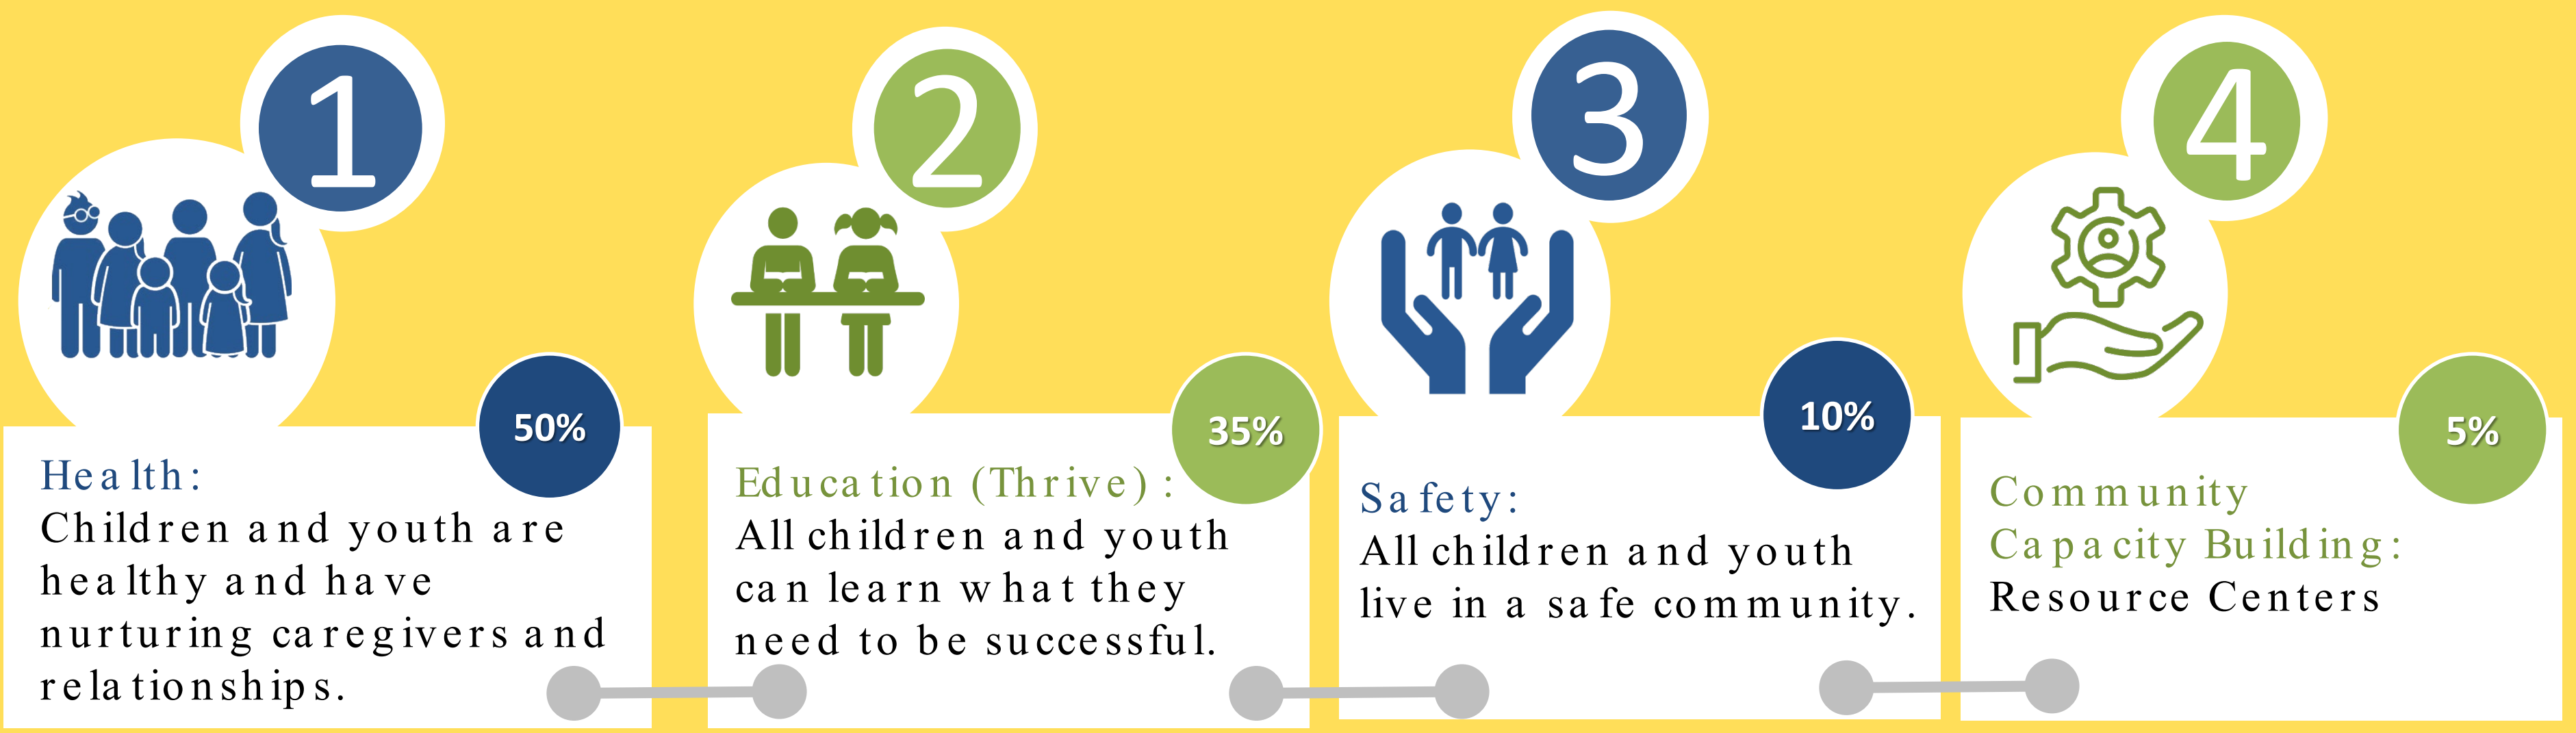 1
50%
Health:
Children and youth are
healthy and have
nurturing caregivers and
relationships.
2
35%
Education (Thrive) :
All children and youth
can learn what they
need to be successful.
3
10%
Safety:
All children and youth
live in a safe community.
4
5%
Community
Capacity Building:
Resource Centers